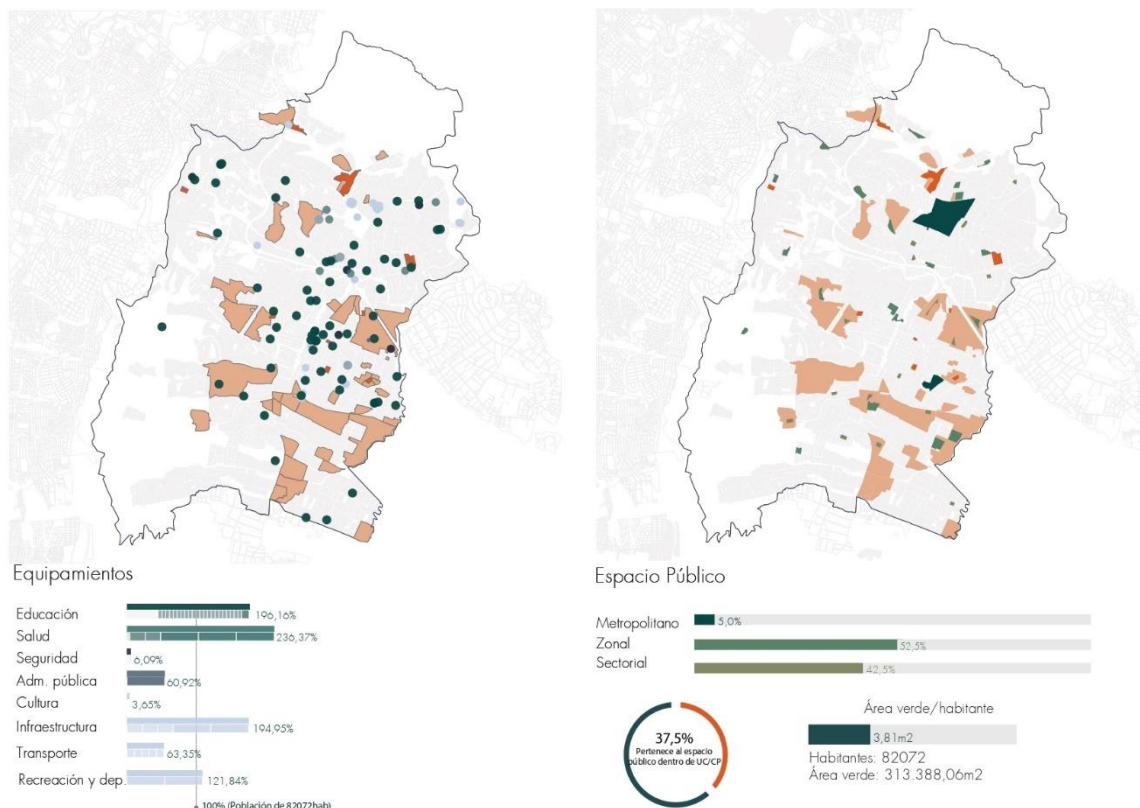 Equipamientos
Educación
196,16%
Salud
236,37%
Seguridad
6,09%
Adm. pública
60,92%
Cultura
3,65%
Infraestructura
194,95%
Transporte
63,35%
Recreación y dep.
121,84%
100% (Población de 82072hab)
Espacio Público
Metropolitano
5,0%
Zonal
52,5%
Sectorial
42,5%
37,5%
Pertenece al espacio
público dentro de UC/CP
Área verde/habitante
3,81m2
Habitantes: 82072
Área verde: 313.388,06m2